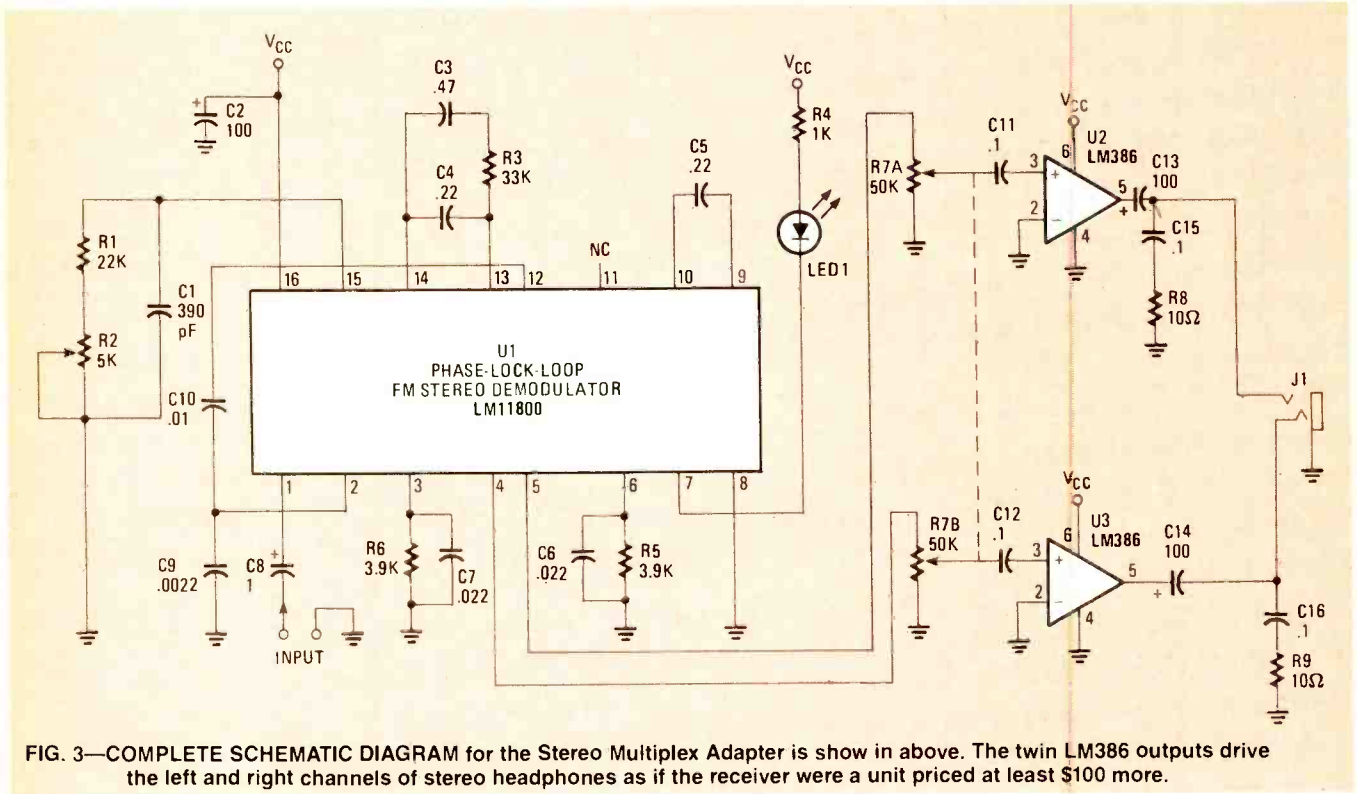 VCC
C2
100
C3
.47
R3
33K
C4
.22
C5
.22
VCC
R4
1K
LED1
R7A
50K
C11
.1
VCC
U2
LM386
3
+
6
2
−
4
5
+
C13
100
C15
.1
R8
10Ω
R1
22K
C1
390
pF
R2
5K
C10
.01
16
15
14
13
12
NC
11
10
9
U1
PHASE-LOCK-LOOP
FM STEREO DEMODULATOR
LM11800
1
2
3
4
5
6
7
8
C9
.0022
C8
1
+
INPUT
R6
3.9K
C7
.022
C6
.022
R5
3.9K
R7B
50K
C12
.1
VCC
U3
LM386
3
+
6
2
−
4
5
C14
100
+
J1
C16
.1
R9
10Ω
FIG. 3—COMPLETE SCHEMATIC DIAGRAM for the Stereo Multiplex Adapter is show in above. The twin LM386 outputs drive
the left and right channels of stereo headphones as if the receiver were a unit priced at least $100 more.